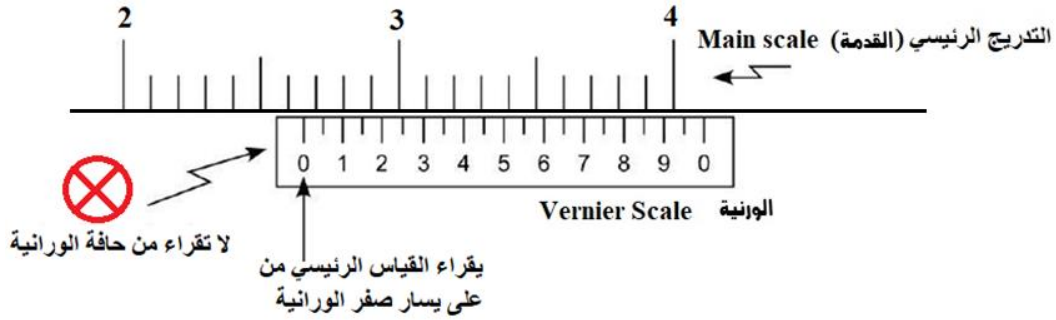 2 3 4
Main scale التدريج الرئيسي (القدمة)
0 1 2 3 4 5 6 7 8 9 0
Vernier Scale الورنية
لا تقراء من حافة الورانية
يقراء القياس الرئيسي من
على يسار صفر الورانية